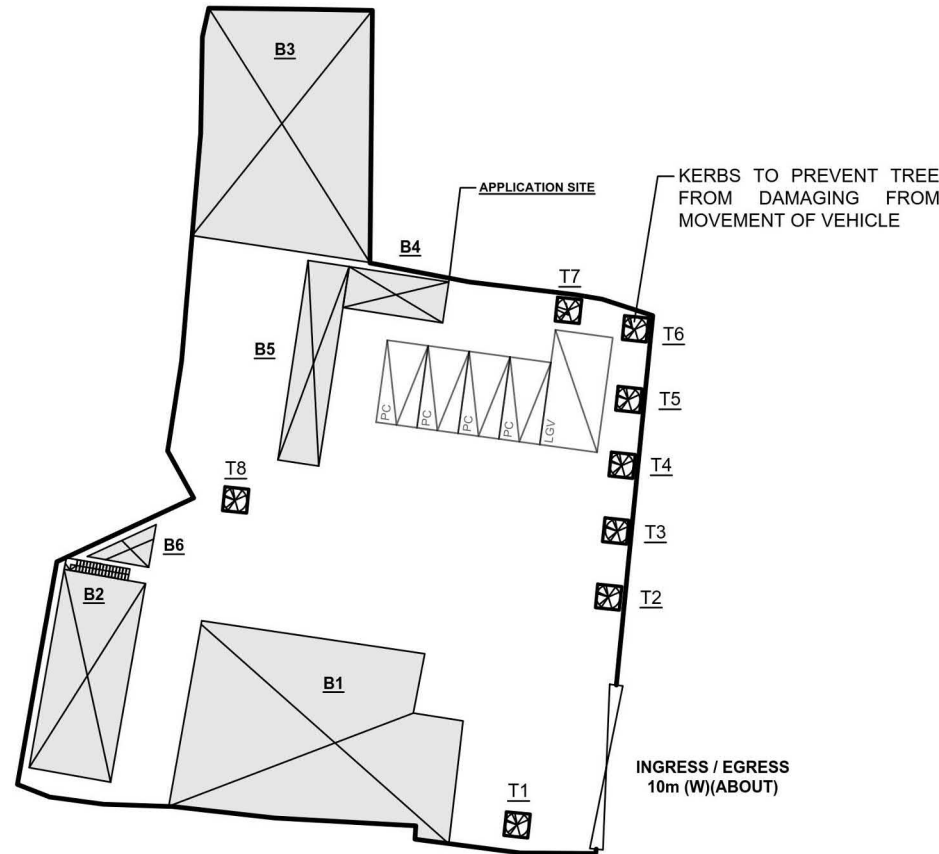 B3
APPLICATION SITE
KERBS TO PREVENT TREE
FROM DAMAGING FROM
MOVEMENT OF VEHICLE
B4
T7
T6
B5
T5
PC
PC
PC
PC
LGV
T4
T8
T3
B6
B2
T2
B1
INGRESS / EGRESS
10m (W)(ABOUT)
T1